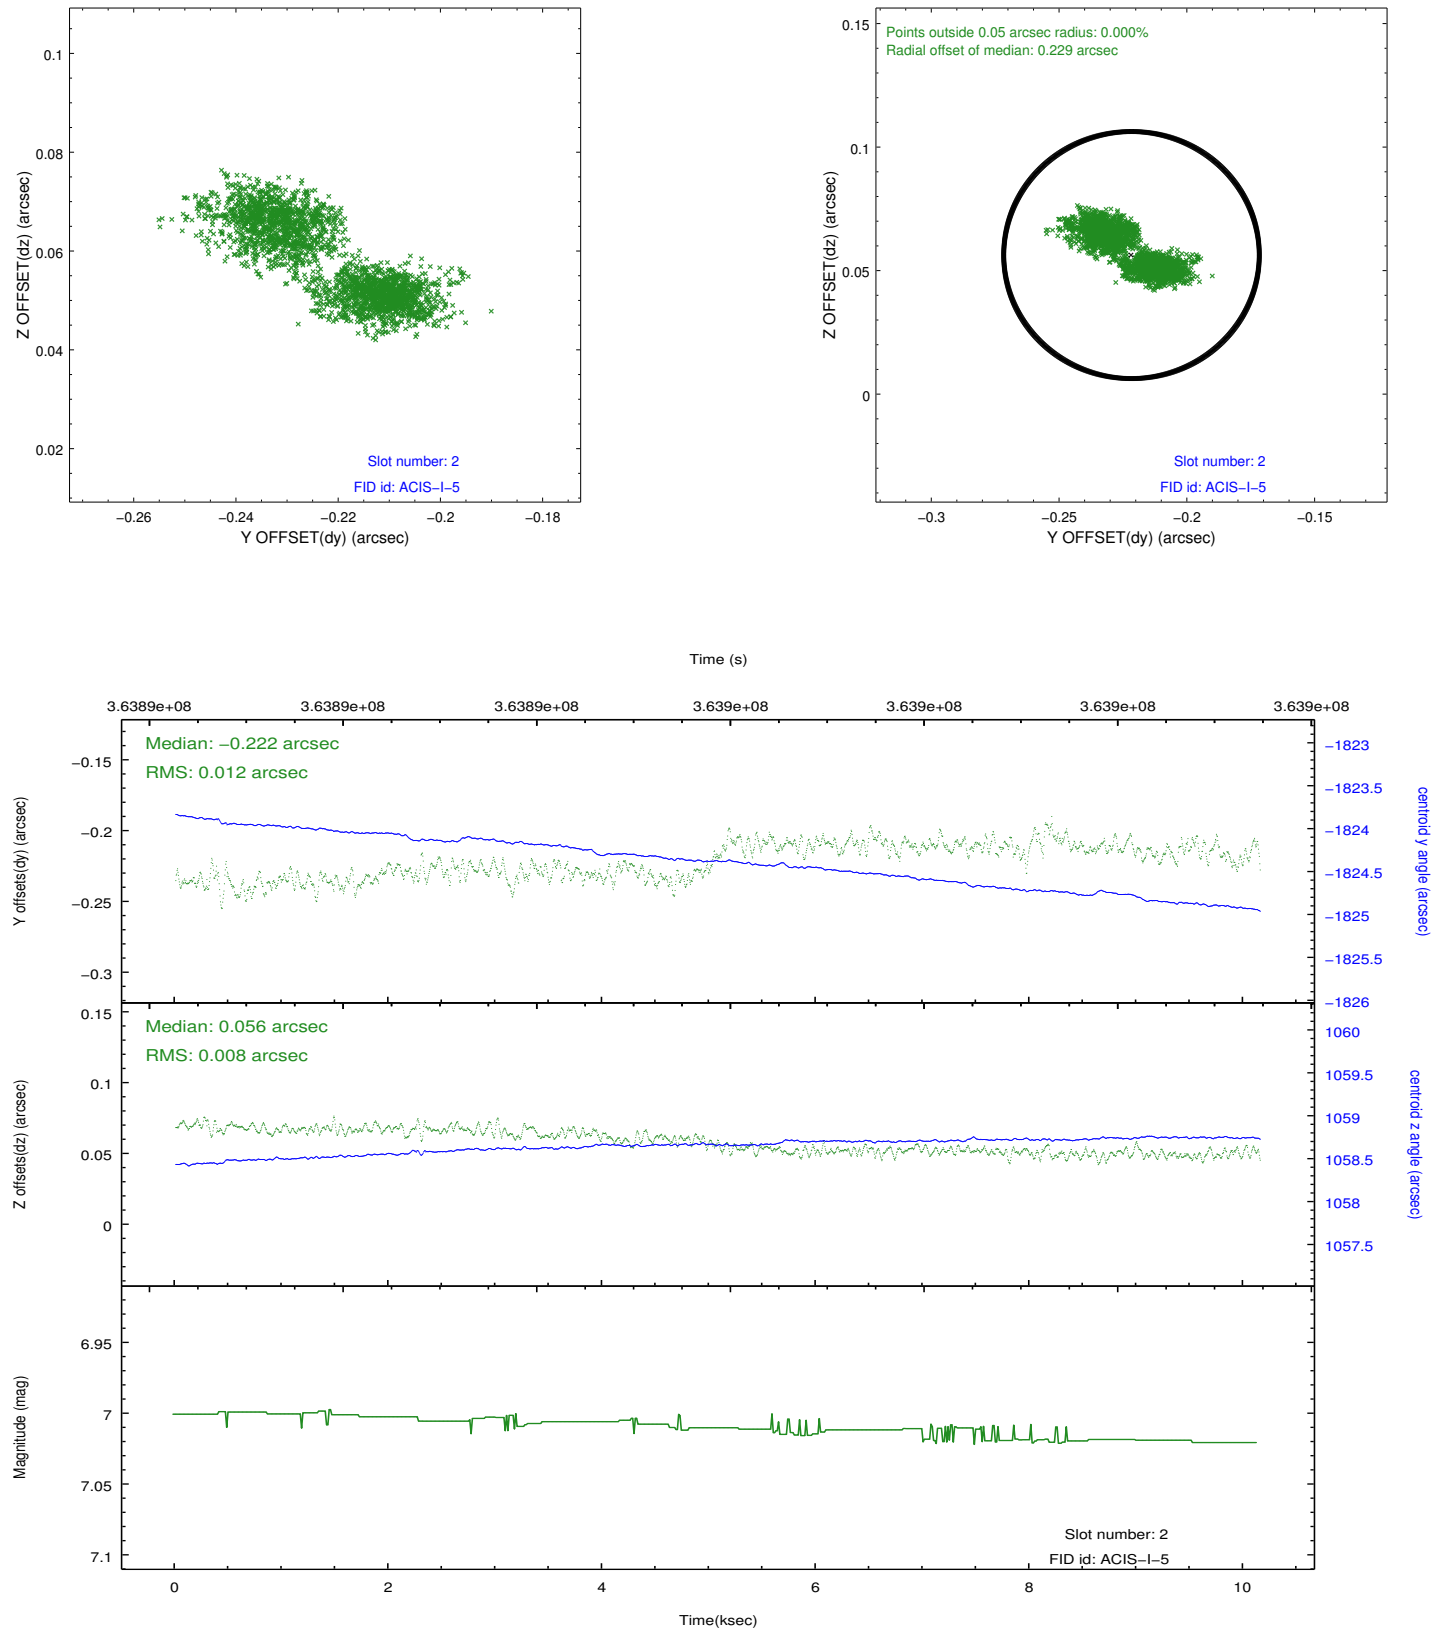 0.1
0.08
0.06
0.04
0.02
Z OFFSET(dz) (arcsec)
Slot number: 2
FID id: ACIS−I−5
−0.26
−0.24
−0.22
−0.2
−0.18
Y OFFSET(dy) (arcsec)
Points outside 0.05 arcsec radius: 0.000%
Radial offset of median: 0.229 arcsec
0.15
0.1
0.05
0
Z OFFSET(dz) (arcsec)
Slot number: 2
FID id: ACIS−I−5
−0.3
−0.25
−0.2
−0.15
Y OFFSET(dy) (arcsec)
Time (s)
3.6389e+08
3.6389e+08
3.6389e+08
3.639e+08
3.639e+08
3.639e+08
3.639e+08
Median: −0.222 arcsec
RMS: 0.012 arcsec
−0.15
−0.2
−0.25
−0.3
Y offsets(dy) (arcsec)
−1823
−1823.5
−1824
−1824.5
−1825
−1825.5
−1826
centroid y angle (arcsec)
Median: 0.056 arcsec
RMS: 0.008 arcsec
0.15
0.1
0.05
0
Z offsets(dz) (arcsec)
1060
1059.5
1059
1058.5
1058
1057.5
centroid z angle (arcsec)
6.95
7
7.05
7.1
Magnitude (mag)
Slot number: 2
FID id: ACIS−I−5
0
2
4
6
8
10
Time(ksec)